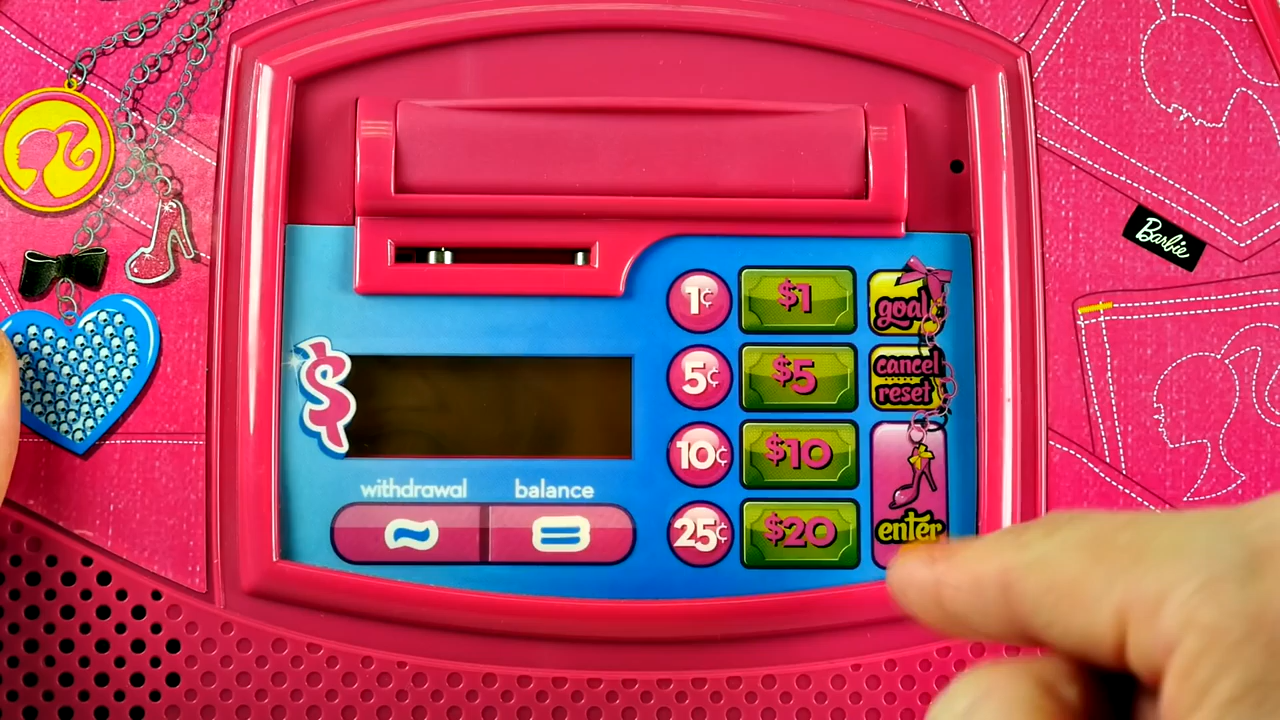 Barbie
1¢ $1 goal
5¢ $5 cancel
reset
10¢ $10
25¢ $20 enter
$
withdrawal balance
~ =